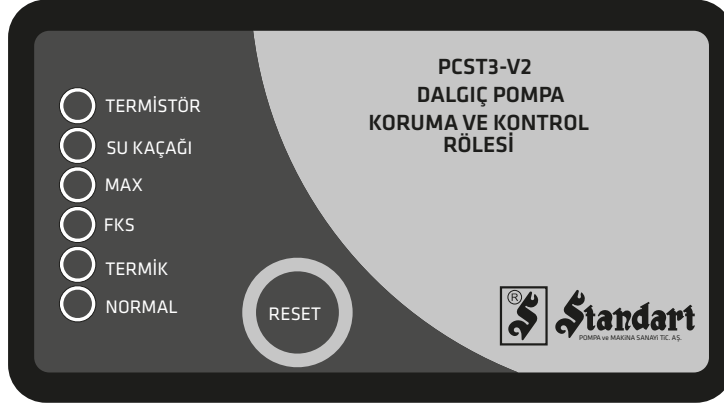 PCST3-V2
DALGIÇ POMPA
KORUMA VE KONTROL
RÖLESİ
TERMİSTÖR
SU KAÇAĞI
MAX
FKS
TERMİK
NORMAL
RESET
®
Standart
POMPA ve MAKİNA SANAYİ TİC. AŞ.